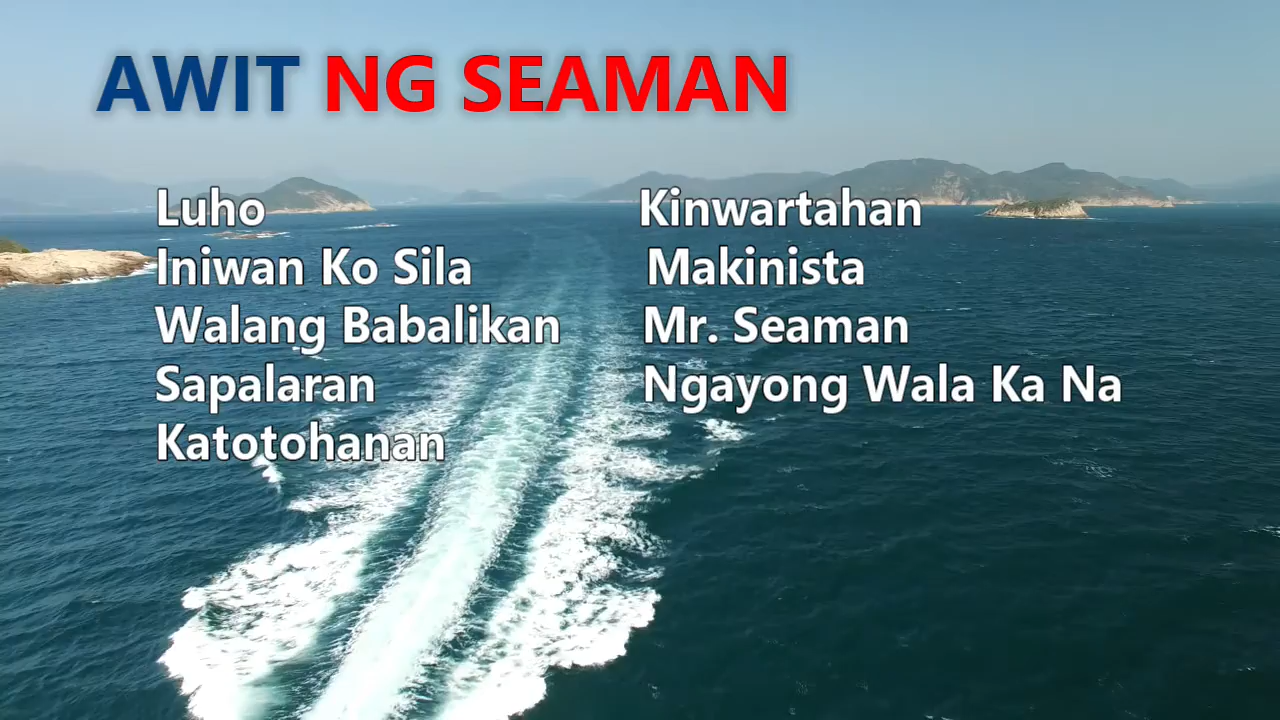 AWIT NG SEAMAN
Luho
Iniwan Ko Sila
Walang Babalikan
Sapalaran
Katotohanan
Kinwartahan
Makinista
Mr. Seaman
Ngayong Wala Ka Na